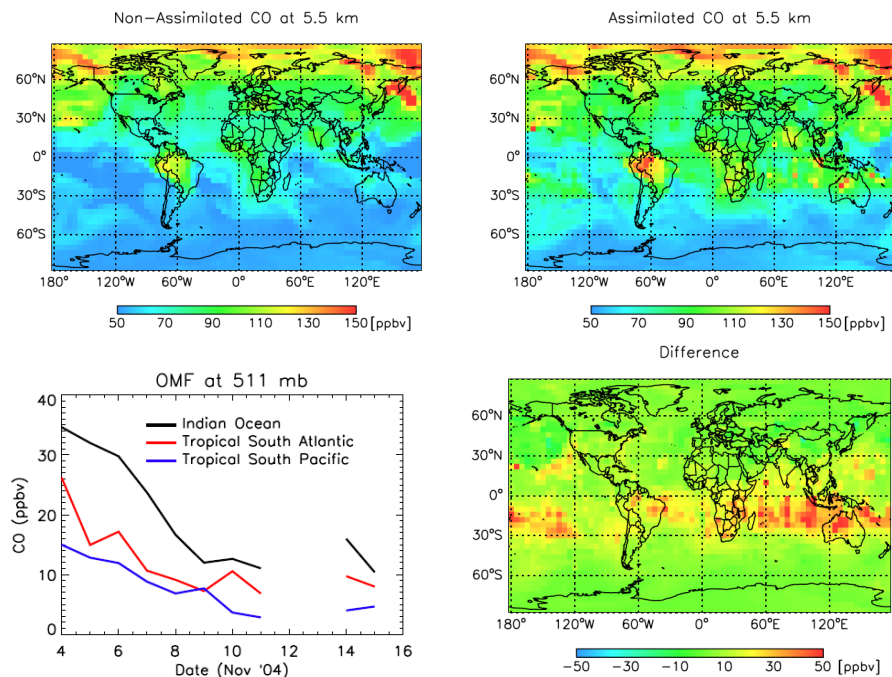 Non-Assimilated CO at 5.5 km
60°N
30°N
0°
30°S
60°S
180° 120°W 60°W 0° 60°E 120°E
50 70 90 110 130 150 [ppbv]
Assimilated CO at 5.5 km
60°N
30°N
0°
30°S
60°S
180° 120°W 60°W 0° 60°E 120°E
50 70 90 110 130 150 [ppbv]
OMF at 511 mb
40
30
20
10
0
CO (ppbv)
Indian Ocean
Tropical South Atlantic
Tropical South Pacific
4 6 8 10 12 14 16
Date (Nov '04)
Difference
60°N
30°N
0°
30°S
60°S
180° 120°W 60°W 0° 60°E 120°E
-50 -30 -10 10 30 50 [ppbv]